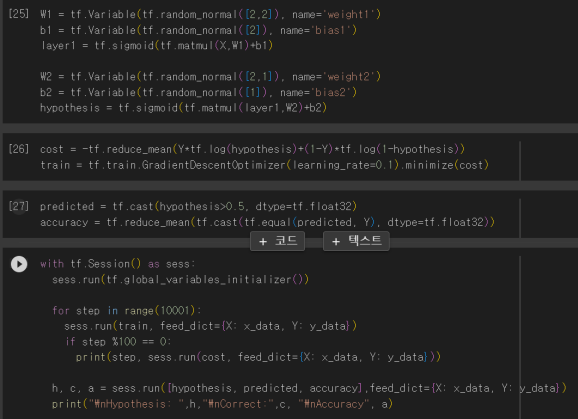 [25] W1 = tf.Variable(tf.random_normal([2,2]), name='weight1')
b1 = tf.Variable(tf.random_normal([2]), name='bias1')
layer1 = tf.sigmoid(tf.matmul(X,W1)+b1)
W2 = tf.Variable(tf.random_normal([2,1]), name='weight2')
b2 = tf.Variable(tf.random_normal([1]), name='bias2')
hypothesis = tf.sigmoid(tf.matmul(layer1,W2)+b2)
[26] cost = -tf.reduce_mean(Y*tf.log(hypothesis)+(1-Y)*tf.log(1-hypothesis))
train = tf.train.GradientDescentOptimizer(learning_rate=0.1).minimize(cost)
[27] predicted = tf.cast(hypothesis>0.5, dtype=tf.float32)
accuracy = tf.reduce_mean(tf.cast(tf.equal(predicted, Y), dtype=tf.float32))
+ 코드 + 텍스트
with tf.Session() as sess:
sess.run(tf.global_variables_initializer())
for step in range(10001):
sess.run(train, feed_dict={X: x_data, Y: y_data})
if step %100 == 0:
print(step, sess.run(cost, feed_dict={X: x_data, Y: y_data}))
h, c, a = sess.run([hypothesis, predicted, accuracy],feed_dict={X: x_data, Y: y_data})
print("₩nHypothesis: ",h,"₩nCorrect:",c, "₩nAccuracy", a)